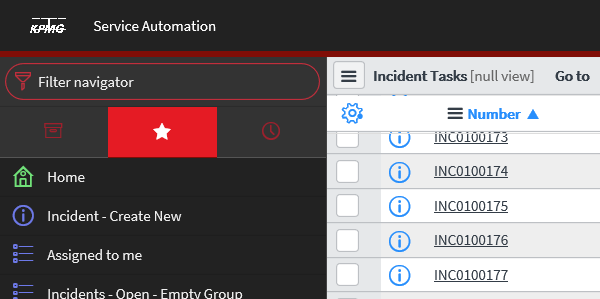 KPMG Service Automation
Filter navigator
Incident Tasks [null view] Go to
Number
INC0100173
Home
INC0100174
Incident - Create New
INC0100175
Assigned to me
INC0100176
Incidents - Open - Empty Group
INC0100177